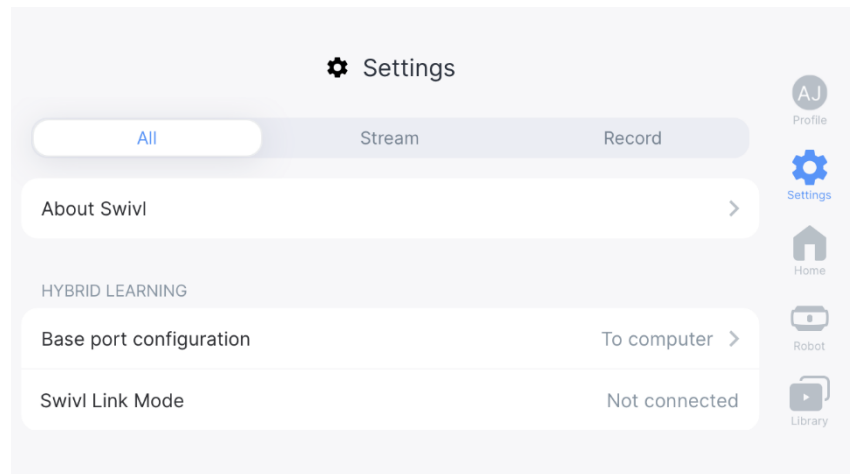 Settings
All
Stream
Record
About Swivl
HYBRID LEARNING
Base port configuration
To computer
Swivl Link Mode
Not connected
AJ
Profile
Settings
Home
Robot
Library